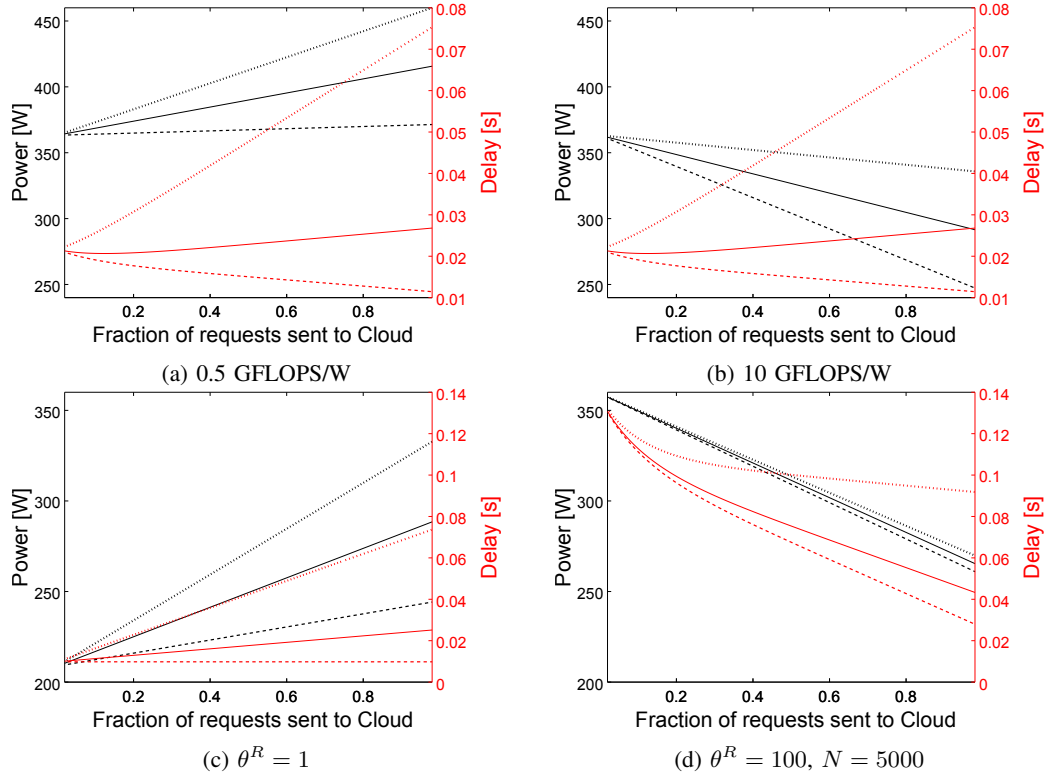 450
400
350
300
250
Power [W]
0.08
0.07
0.06
0.05
0.04
0.03
0.02
0.01
Delay [s]
0.2 0.4 0.6 0.8
Fraction of requests sent to Cloud
(a) 0.5 GFLOPS/W
450
400
350
300
250
Power [W]
0.08
0.07
0.06
0.05
0.04
0.03
0.02
0.01
Delay [s]
0.2 0.4 0.6 0.8
Fraction of requests sent to Cloud
(b) 10 GFLOPS/W
350
300
250
200
Power [W]
0.14
0.12
0.1
0.08
0.06
0.04
0.02
0
Delay [s]
0.2 0.4 0.6 0.8
Fraction of requests sent to Cloud
(c) θ^R = 1
350
300
250
200
Power [W]
0.14
0.12
0.1
0.08
0.06
0.04
0.02
0
Delay [s]
0.2 0.4 0.6 0.8
Fraction of requests sent to Cloud
(d) θ^R = 100, N = 5000